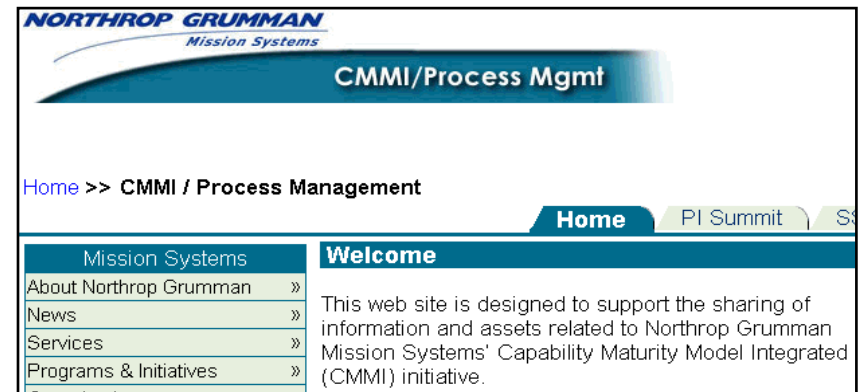 NORTHROP GRUMMAN
Mission Systems
CMMI/Process Mgmt
Home >> CMMI / Process Management
Home PI Summit
Mission Systems
About Northrop Grumman »
News »
Services »
Programs & Initiatives »
Welcome
This web site is designed to support the sharing of
information and assets related to Northrop Grumman
Mission Systems' Capability Maturity Model Integrated
(CMMI) initiative.